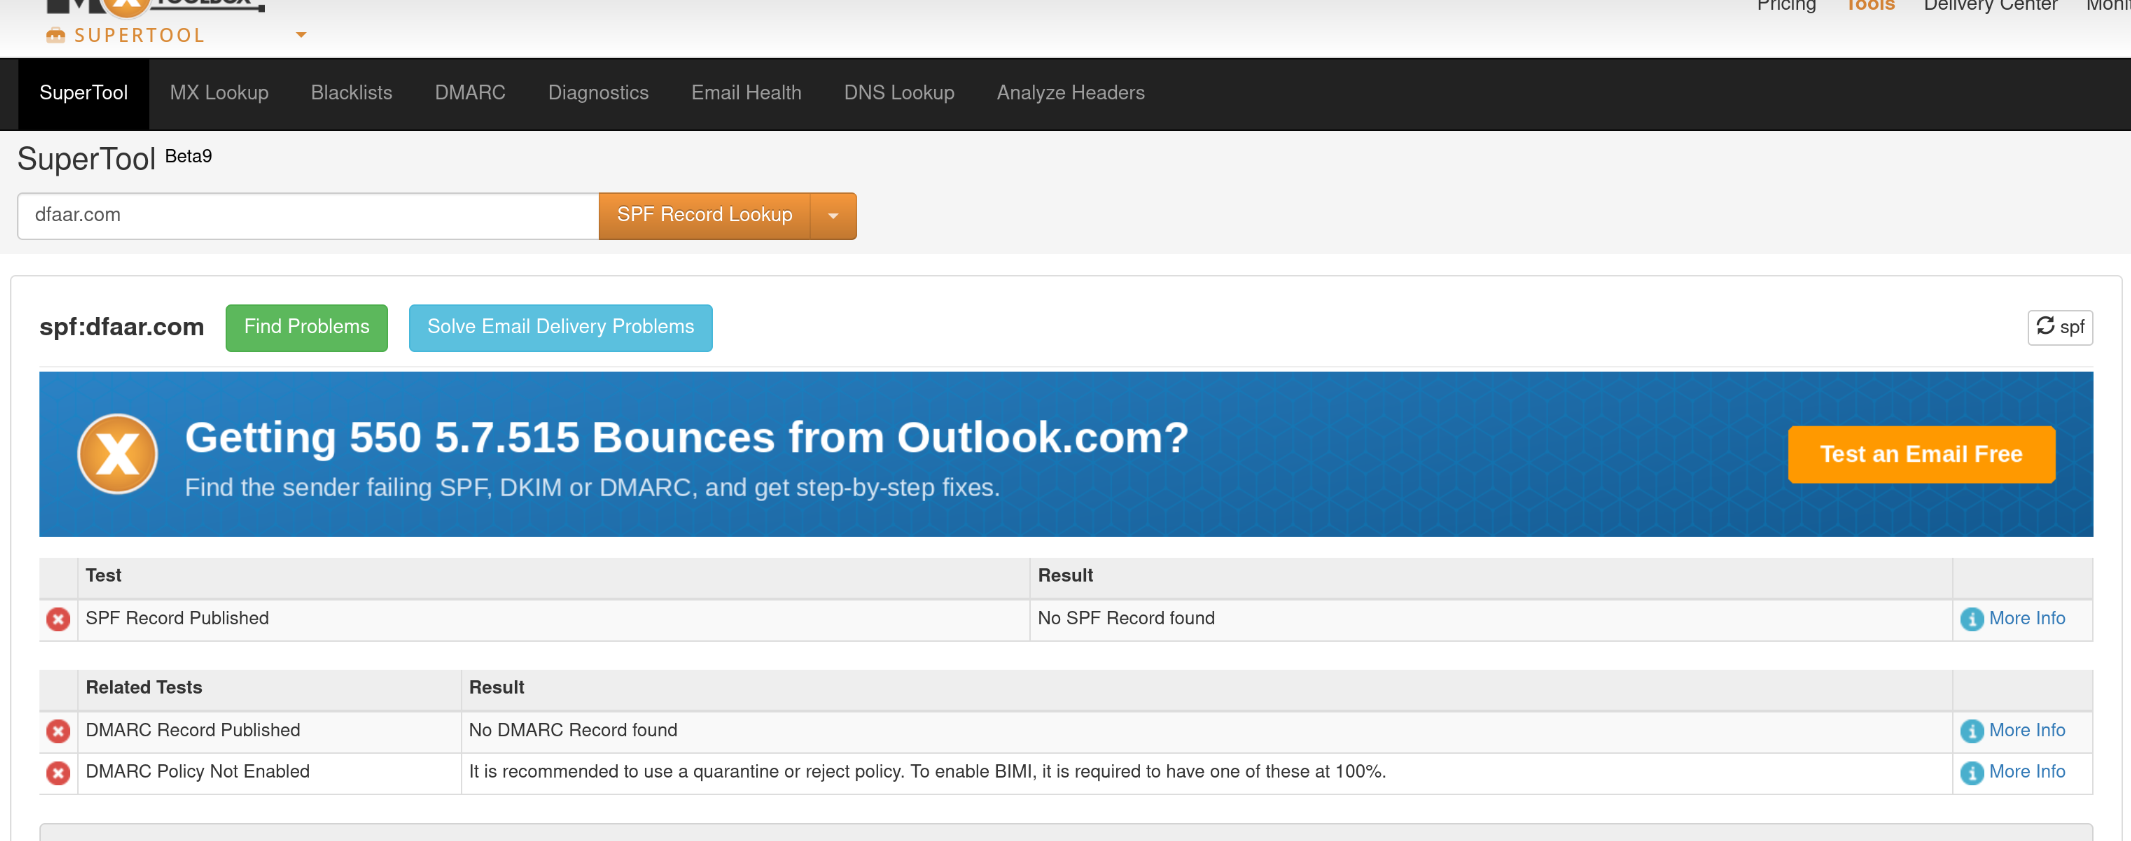 TOOLBOX
Pricing Tools Delivery Center
SUPERTOOL
SuperTool MX Lookup Blacklists DMARC Diagnostics Email Health DNS Lookup Analyze Headers
SuperTool Beta9
dfaar.com SPF Record Lookup
spf:dfaar.com Find Problems Solve Email Delivery Problems spf
X Getting 550 5.7.515 Bounces from Outlook.com?
Find the sender failing SPF, DKIM or DMARC, and get step-by-step fixes.
Test an Email Free
Test Result
SPF Record Published No SPF Record found More Info
Related Tests Result
DMARC Record Published No DMARC Record found More Info
DMARC Policy Not Enabled It is recommended to use a quarantine or reject policy. To enable BIMI, it is required to have one of these at 100%. More Info